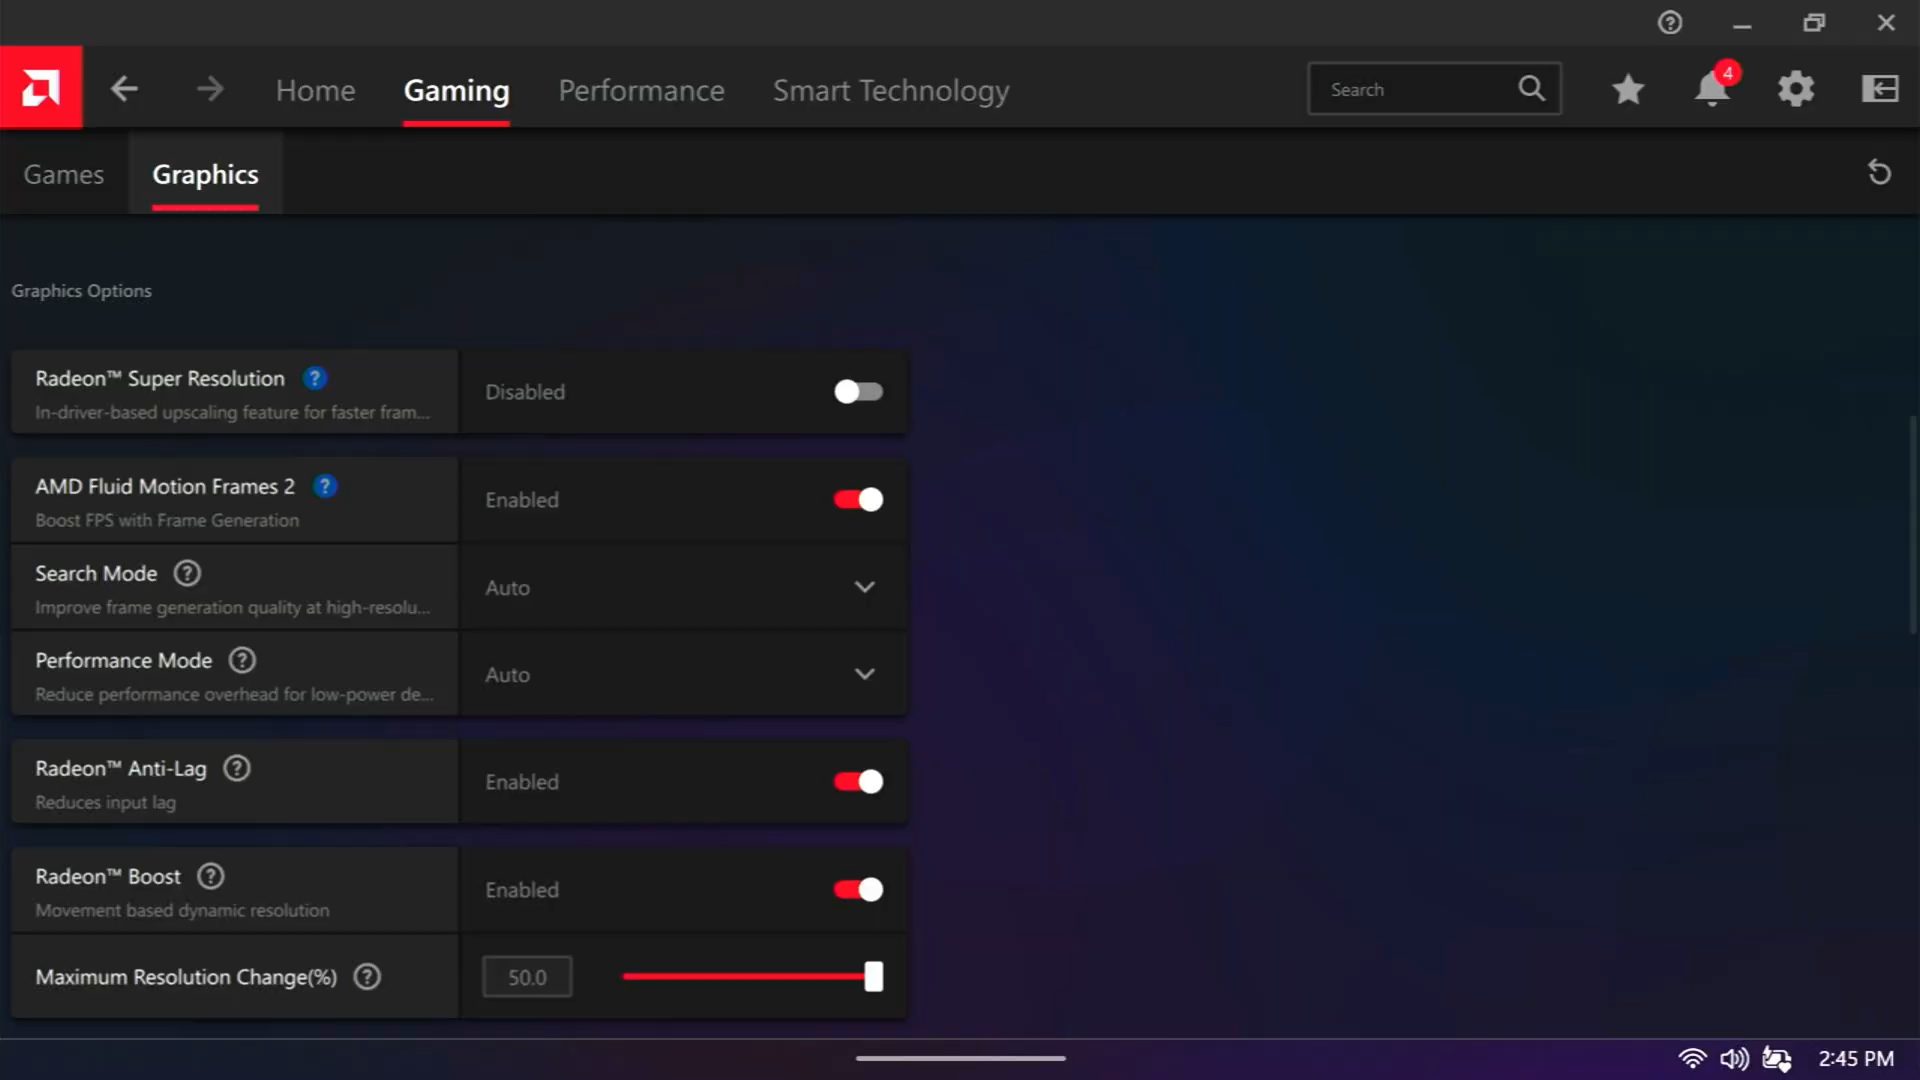 Home
Gaming
Performance
Smart Technology
Search
4
Games
Graphics
Graphics Options
Radeon™ Super Resolution ?
In-driver-based upscaling feature for faster fram...
Disabled
AMD Fluid Motion Frames 2 ?
Boost FPS with Frame Generation
Enabled
Search Mode ?
Improve frame generation quality at high-resolu...
Auto
Performance Mode ?
Reduce performance overhead for low-power de...
Auto
Radeon™ Anti-Lag ?
Reduces input lag
Enabled
Radeon™ Boost ?
Movement based dynamic resolution
Enabled
Maximum Resolution Change(%) ?
50.0
2:45 PM